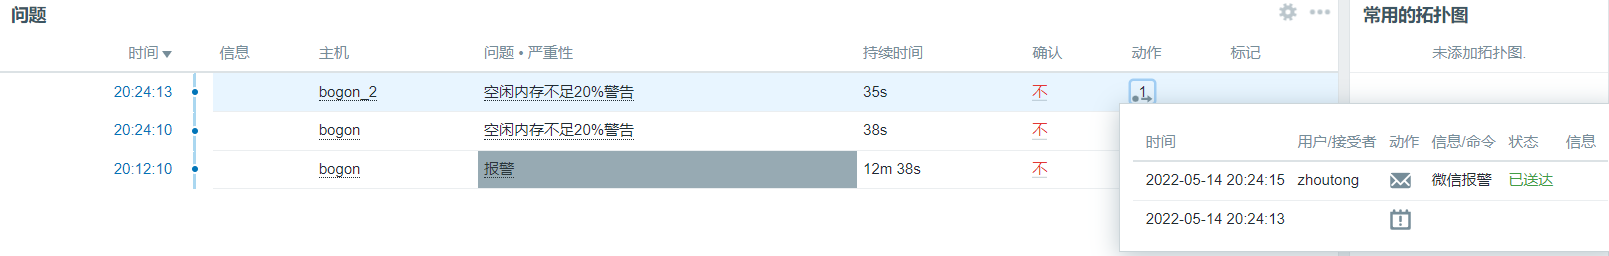 问题
常用的拓扑图
时间 信息 主机 问题 • 严重性 持续时间 确认 动作 标记
未添加拓扑图.
20:24:13 bogon_2 空闲内存不足20%警告 35s 不 1
20:24:10 bogon 空闲内存不足20%警告 38s 不
20:12:10 bogon 报警 12m 38s 不
时间 用户/接受者 动作 信息/命令 状态 信息
2022-05-14 20:24:15 zhoutong 微信报警 已送达
2022-05-14 20:24:13